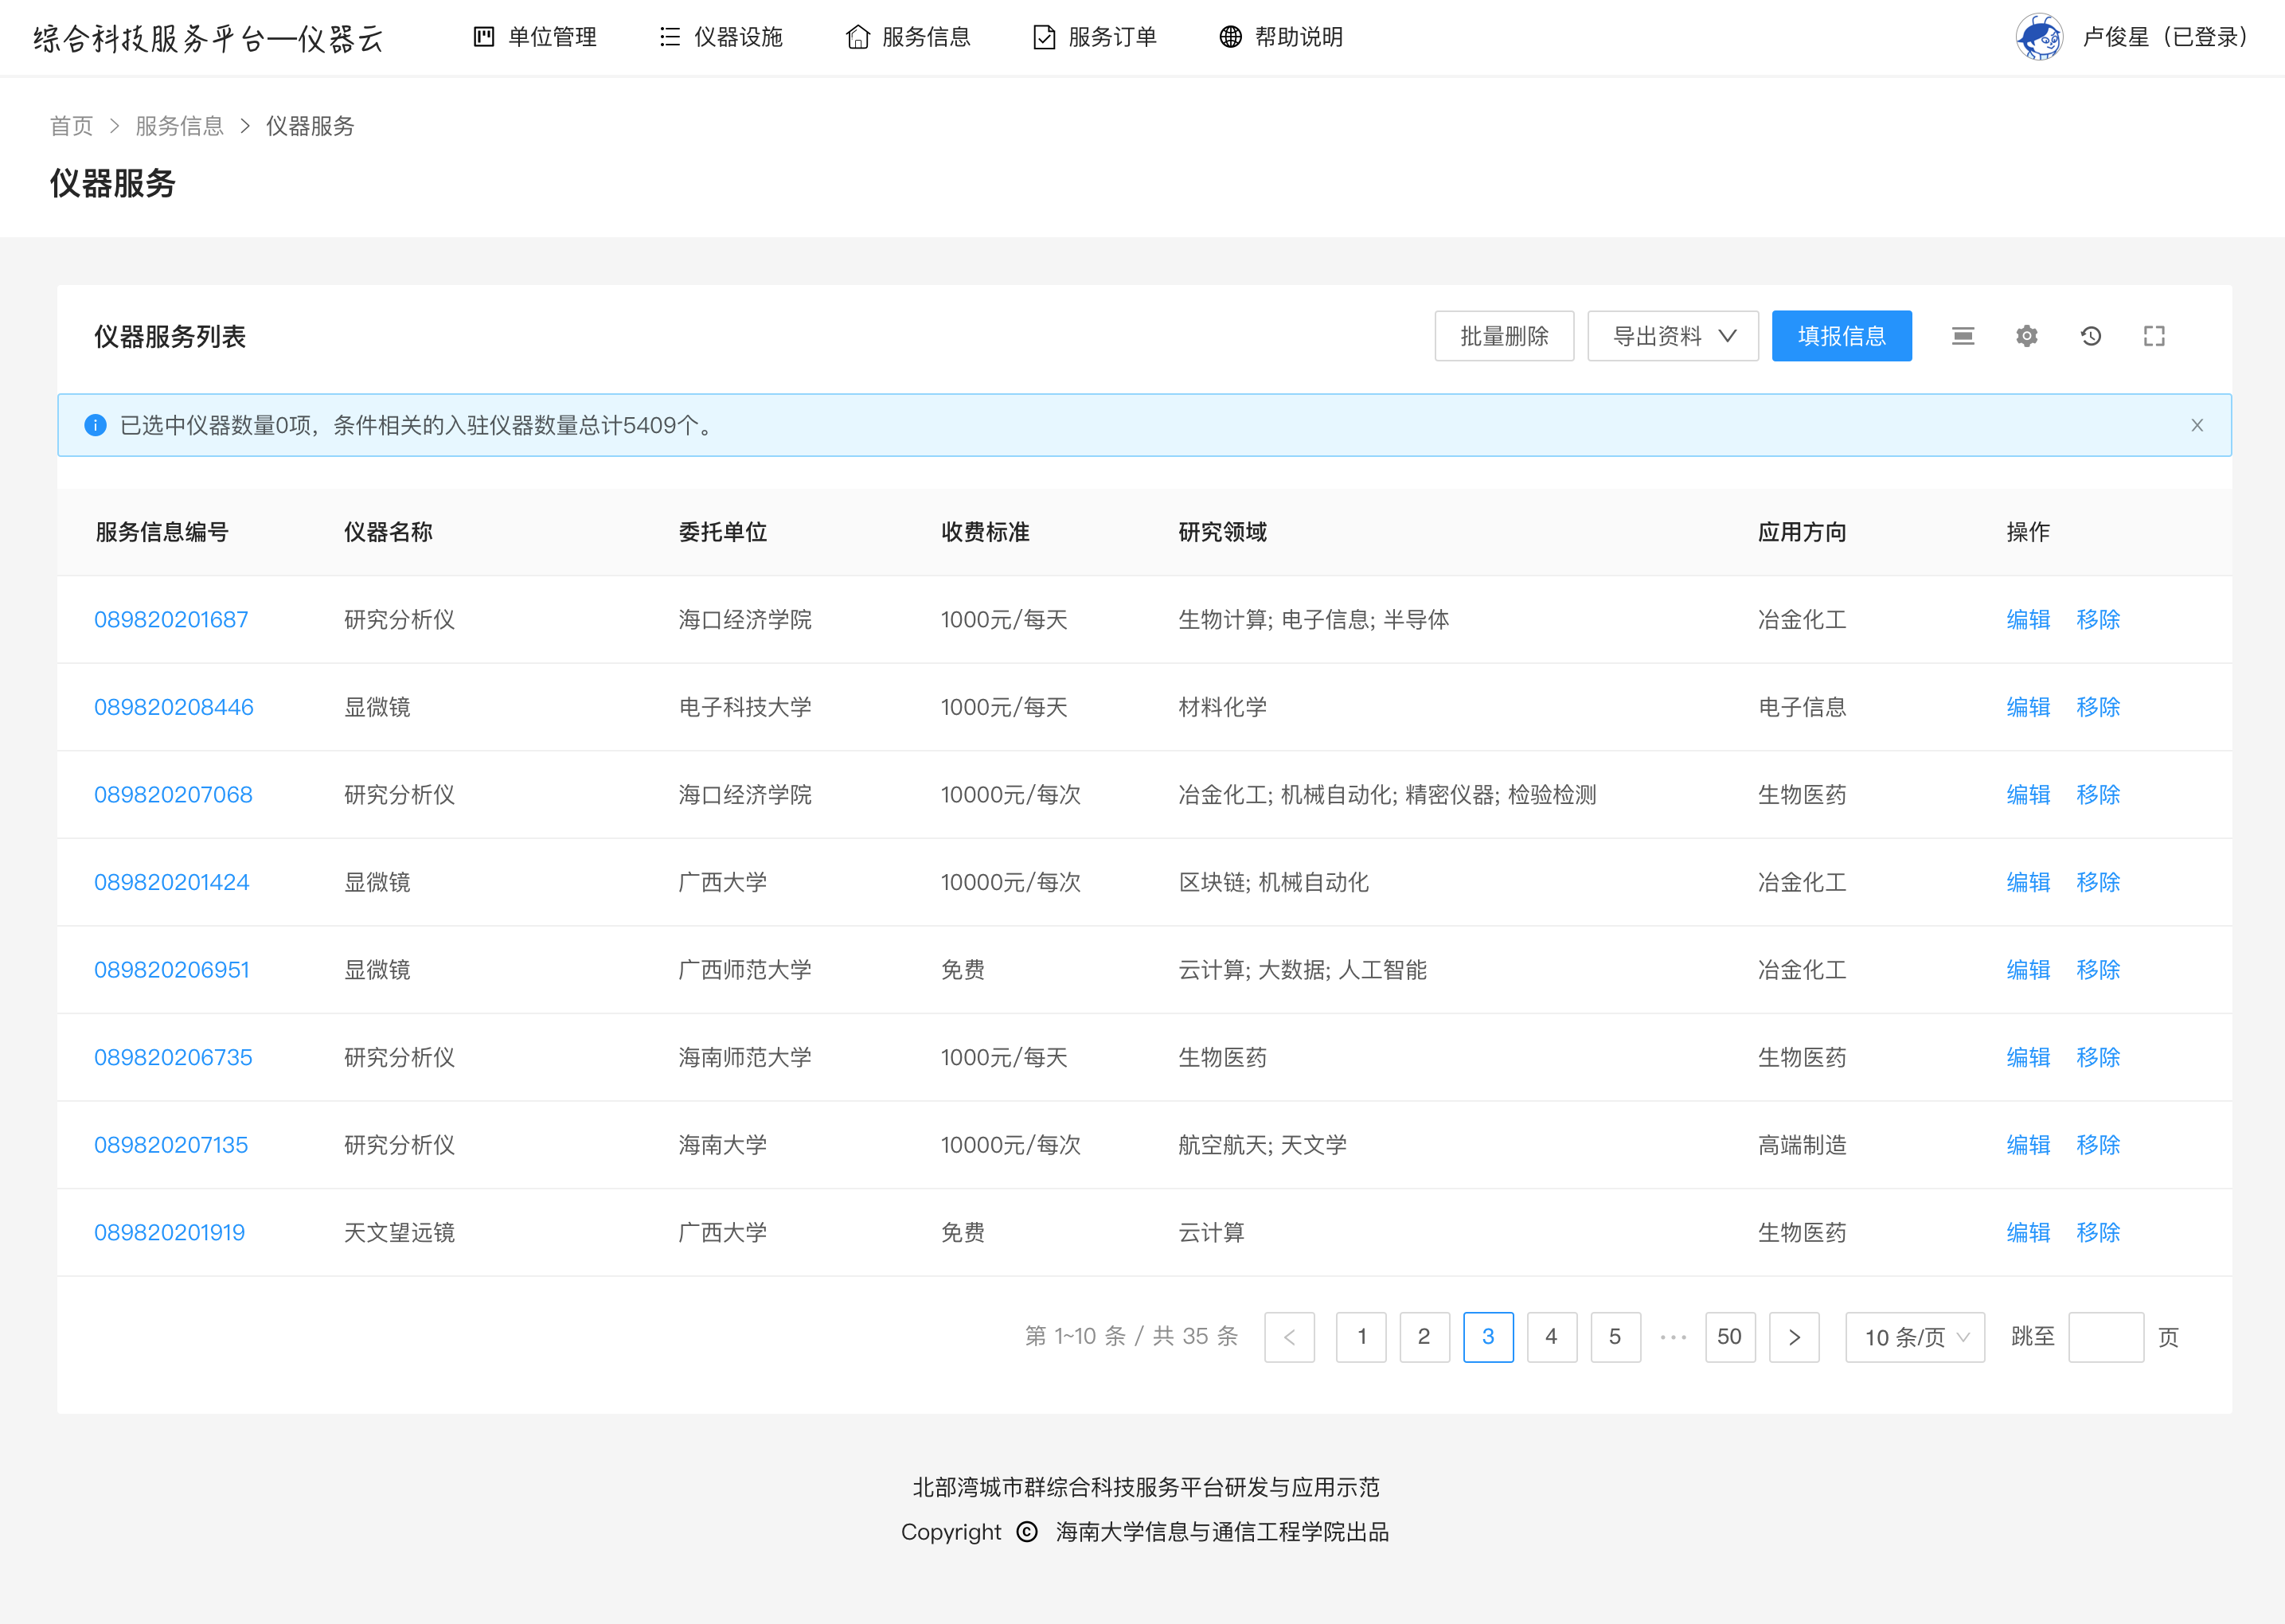 综合科技服务平台—仪器云 单位管理 仪器设施 服务信息 服务订单 帮助说明 卢俊星（已登录）
首页 > 服务信息 > 仪器服务
仪器服务
仪器服务列表 批量删除 导出资料 填报信息
已选中仪器数量0项，条件相关的入驻仪器数量总计5409个。
服务信息编号 仪器名称 委托单位 收费标准 研究领域 应用方向 操作
089820201687 研究分析仪 海口经济学院 1000元/每天 生物计算; 电子信息; 半导体 冶金化工 编辑 移除
089820208446 显微镜 电子科技大学 1000元/每天 材料化学 电子信息 编辑 移除
089820207068 研究分析仪 海口经济学院 10000元/每次 冶金化工; 机械自动化; 精密仪器; 检验检测 生物医药 编辑 移除
089820201424 显微镜 广西大学 10000元/每次 区块链; 机械自动化 冶金化工 编辑 移除
089820206951 显微镜 广西师范大学 免费 云计算; 大数据; 人工智能 冶金化工 编辑 移除
089820206735 研究分析仪 海南师范大学 1000元/每天 生物医药 生物医药 编辑 移除
089820207135 研究分析仪 海南大学 10000元/每次 航空航天; 天文学 高端制造 编辑 移除
089820201919 天文望远镜 广西大学 免费 云计算 生物医药 编辑 移除
第 1~10 条 / 共 35 条 < 1 2 3 4 5 ··· 50 > 10 条/页 跳至 页
北部湾城市群综合科技服务平台研发与应用示范
Copyright © 海南大学信息与通信工程学院出品